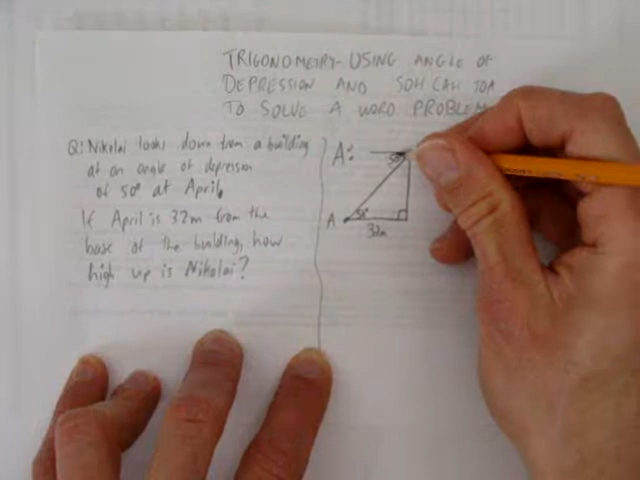 TRIGONOMETRY - USING ANGLE OF
DEPRESSION AND SOH CAH TOA
TO SOLVE A WORD PROBLEM
Q: Nikolai looks down from a building
at an angle of depression
of 50° at April.
If April is 32m from the
base of the building, how
high up is Nikolai?
A:
50°
A 50°
32m